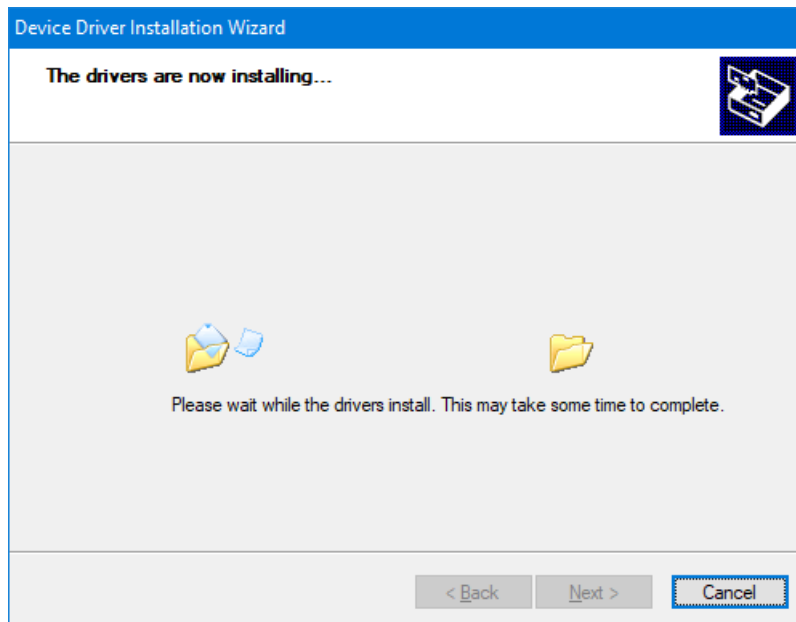 Device Driver Installation Wizard
The drivers are now installing...
Please wait while the drivers install. This may take some time to complete.
< Back
Next >
Cancel